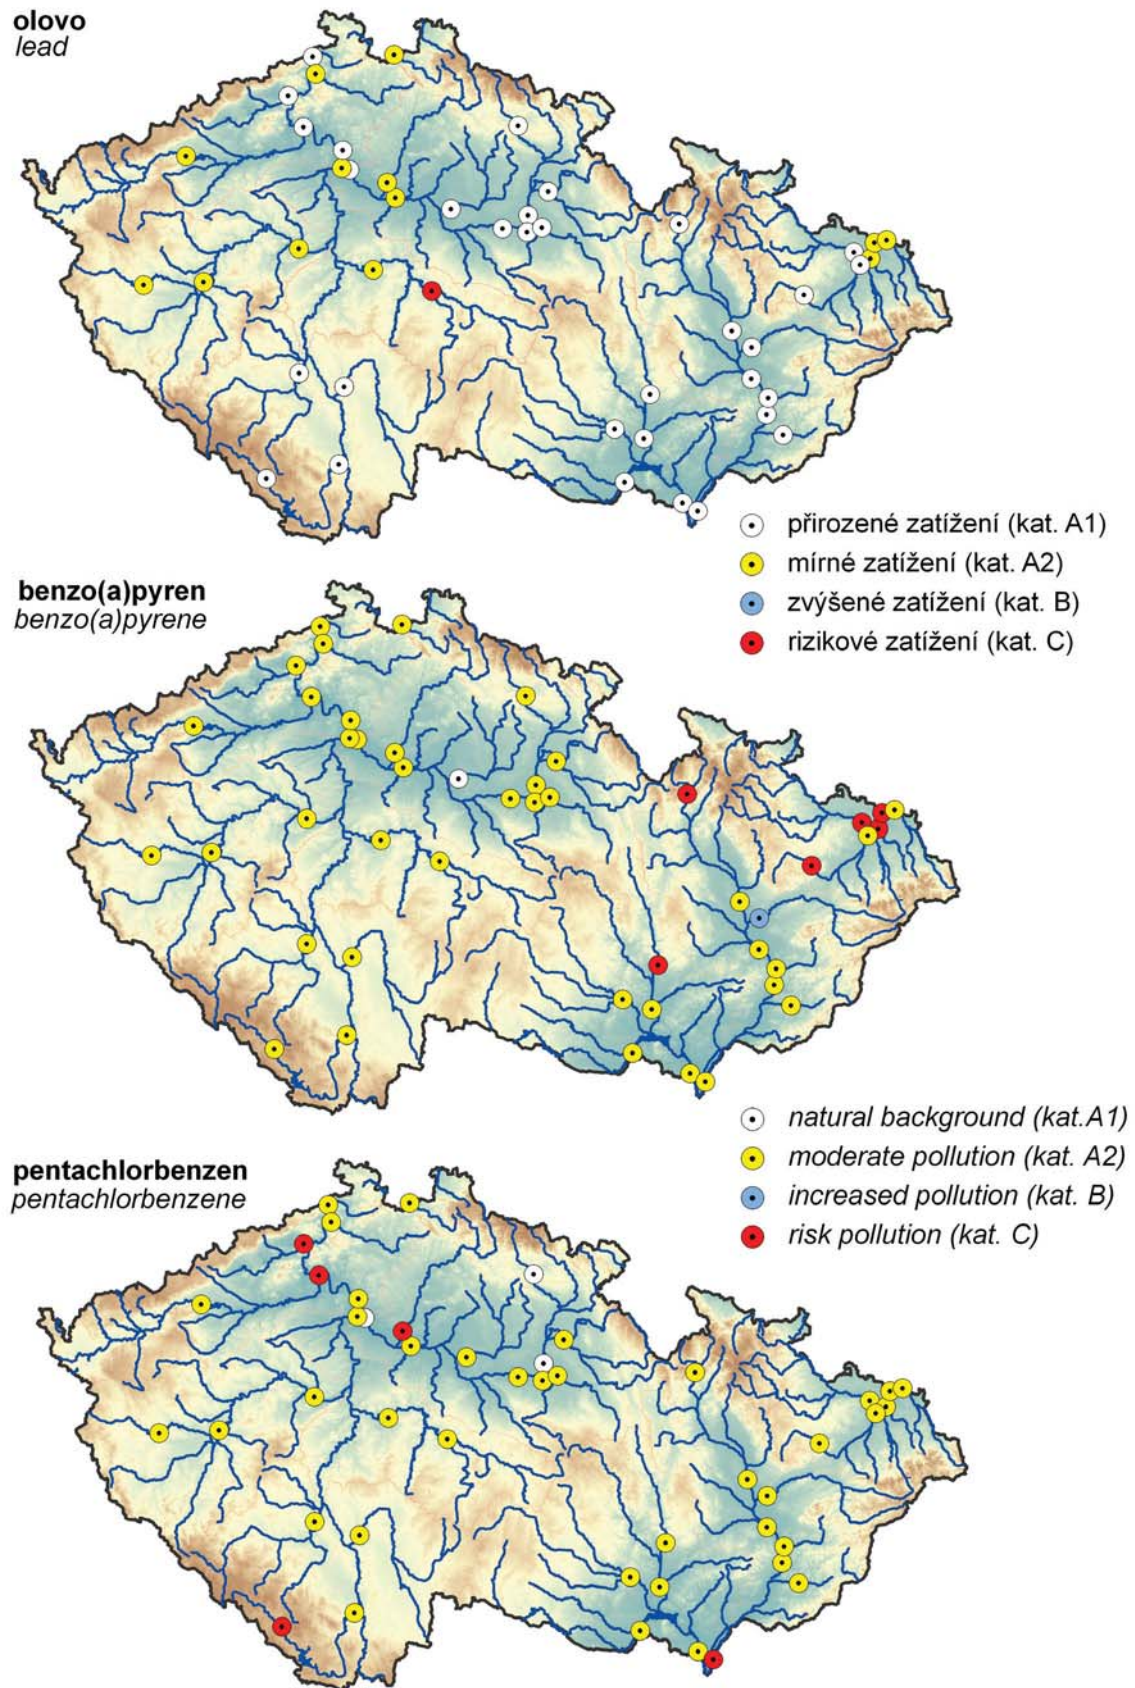 olovo
lead
přirozené zatížení (kat. A1)
mírné zatížení (kat. A2)
zvýšené zatížení (kat. B)
rizikové zatížení (kat. C)
benzo(a)pyren
benzo(a)pyrene
natural background (kat.A1)
moderate pollution (kat. A2)
increased pollution (kat. B)
risk pollution (kat. C)
pentachlorbenzen
pentachlorbenzene